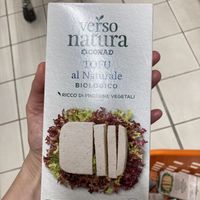 verso
natura
CONAD
TOFU
al Naturale
BIOLOGICO
RICCO DI PROTEINE VEGETALI